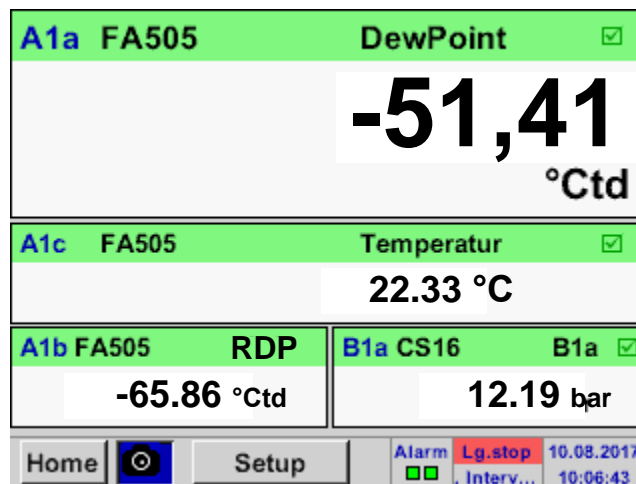 A1a FA505 DewPoint
-51,41
°Ctd
A1c FA505 Temperatur
22.33 °C
A1b FA505 RDP B1a CS16 B1a
-65.86 °Ctd 12.19 bar
Home Setup Alarm Lg.stop 10.08.2017
. Interv... 10:06:43